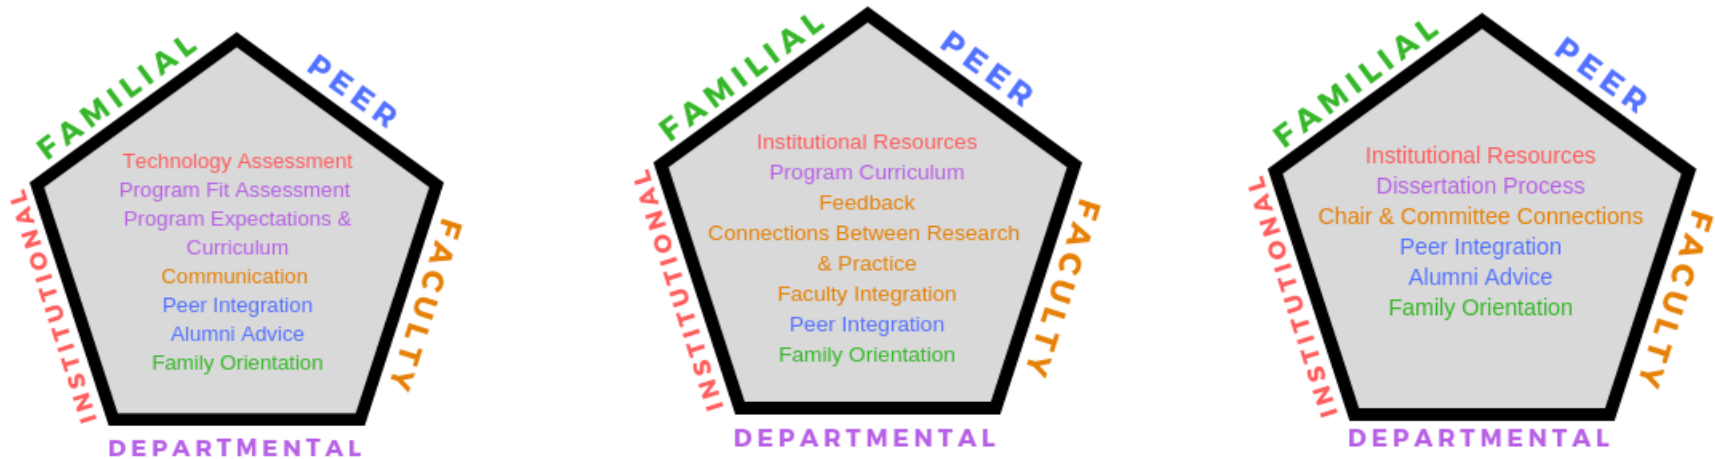 FAMILIAL
PEER
Technology Assessment
Program Fit Assessment
Program Expectations &
Curriculum
Communication
Peer Integration
Alumni Advice
Family Orientation
INSTITUTIONAL
FACULTY
DEPARTMENTAL
FAMILIAL
PEER
Institutional Resources
Program Curriculum
Feedback
Connections Between Research
& Practice
Faculty Integration
Peer Integration
Family Orientation
INSTITUTIONAL
FACULTY
DEPARTMENTAL
FAMILIAL
PEER
Institutional Resources
Dissertation Process
Chair & Committee Connections
Peer Integration
Alumni Advice
Family Orientation
INSTITUTIONAL
FACULTY
DEPARTMENTAL